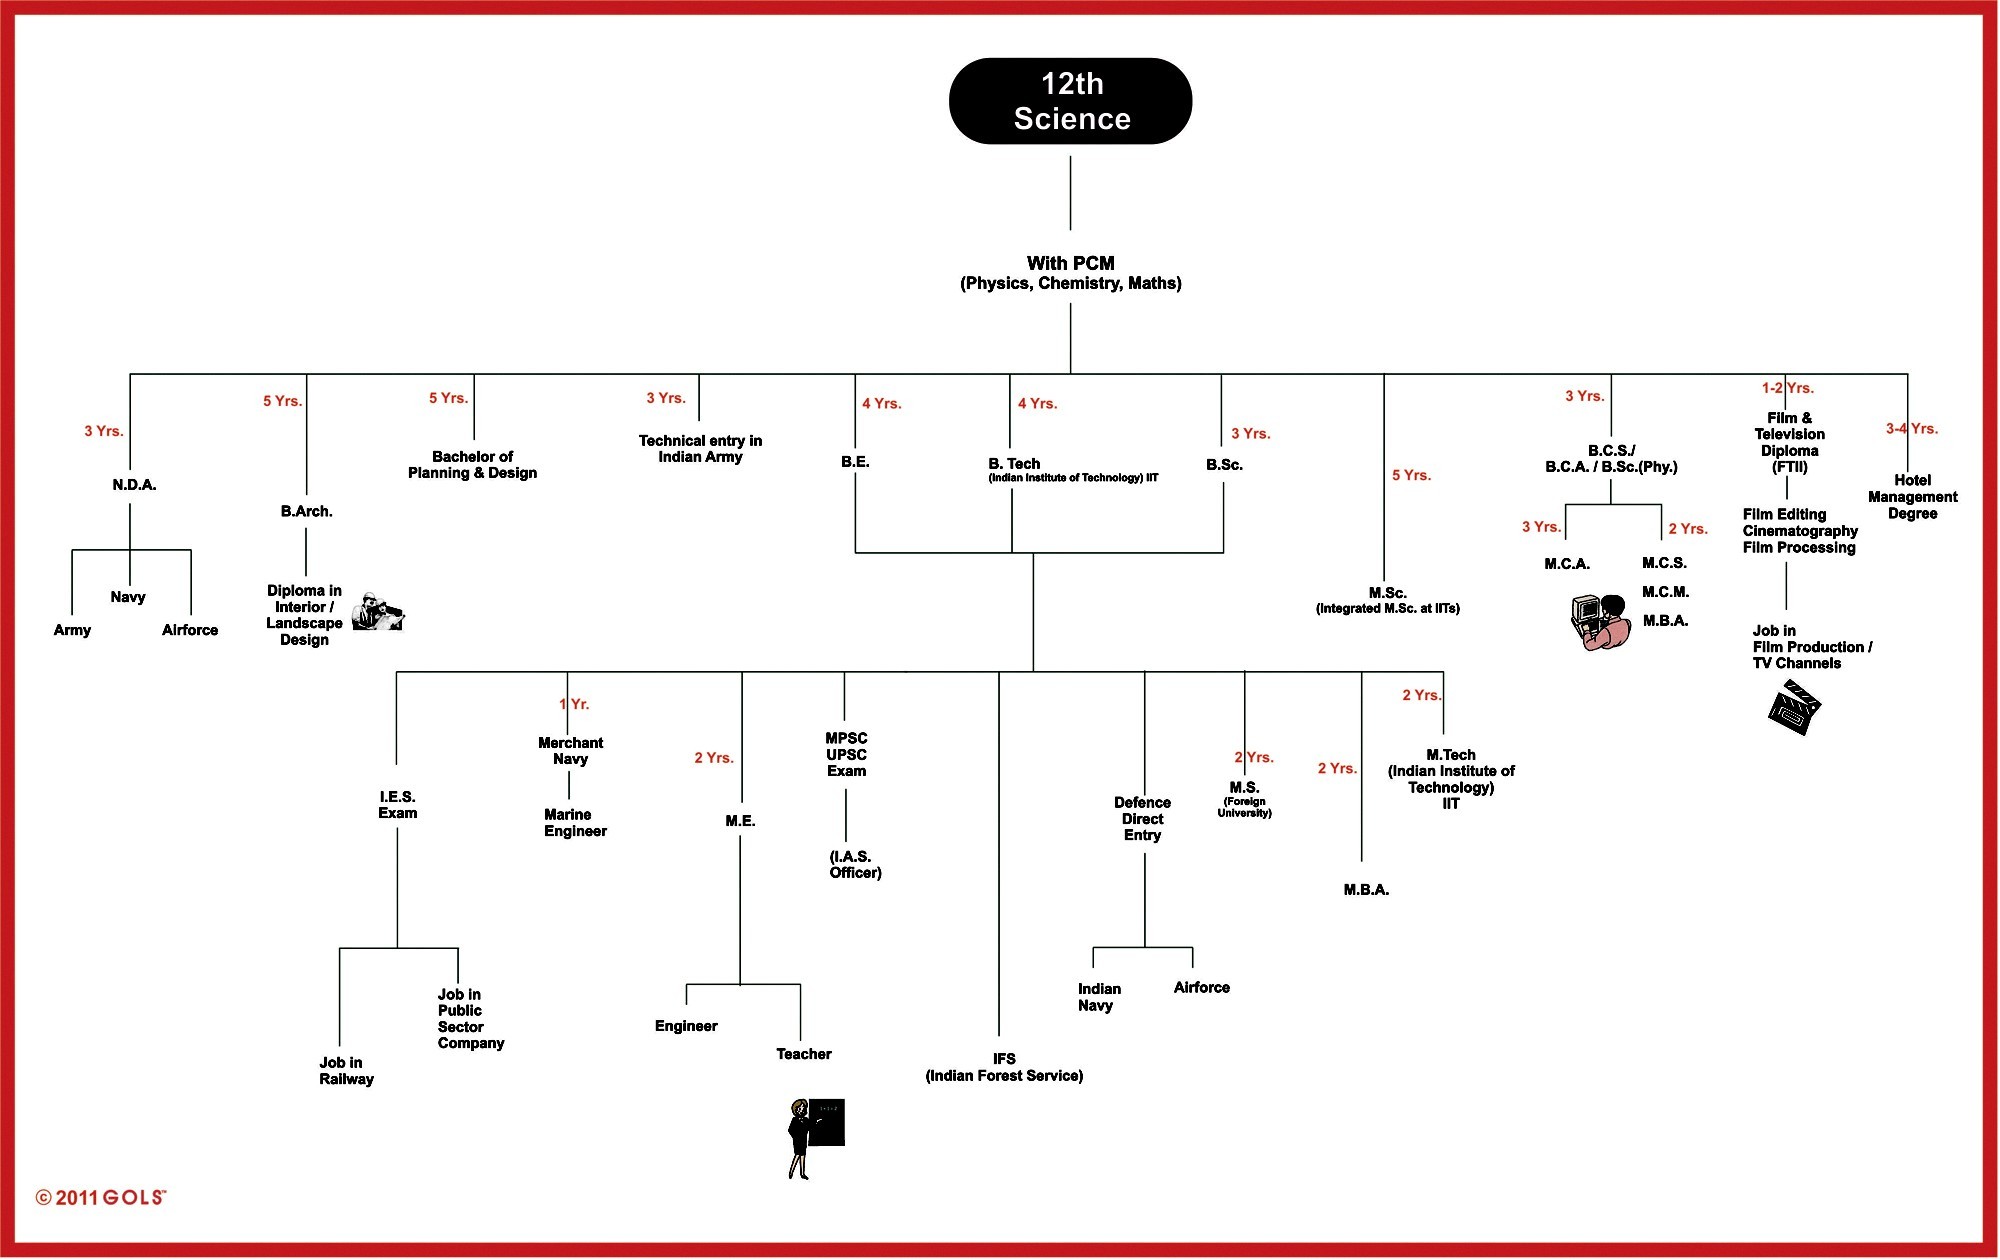 12th
Science
With PCM
(Physics, Chemistry, Maths)
3 Yrs.
N.D.A.
Army
Navy
Airforce
5 Yrs.
B.Arch.
Diploma in
Interior /
Landscape
Design
5 Yrs.
Bachelor of
Planning & Design
3 Yrs.
Technical entry in
Indian Army
4 Yrs.
B.E.
4 Yrs.
B. Tech
(Indian Institute of Technology) IIT
3 Yrs.
B.Sc.
5 Yrs.
M.Sc.
(Integrated M.Sc. at IITs)
3 Yrs.
B.C.S./
B.C.A. / B.Sc.(Phy.)
3 Yrs.
M.C.A.
2 Yrs.
M.C.S.
M.C.M.
M.B.A.
1-2 Yrs.
Film &
Television
Diploma
(FTII)
Film Editing
Cinematography
Film Processing
Job in
Film Production /
TV Channels
3-4 Yrs.
Hotel
Management
Degree
I.E.S.
Exam
Job in
Railway
Job in
Public
Sector
Company
1 Yr.
Merchant
Navy
Marine
Engineer
2 Yrs.
M.E.
Engineer
Teacher
MPSC
UPSC
Exam
(I.A.S.
Officer)
IFS
(Indian Forest Service)
Defence
Direct
Entry
Indian
Navy
Airforce
2 Yrs.
M.S.
(Foreign
University)
2 Yrs.
M.B.A.
2 Yrs.
M.Tech
(Indian Institute of
Technology)
IIT
© 2011 GOLS™